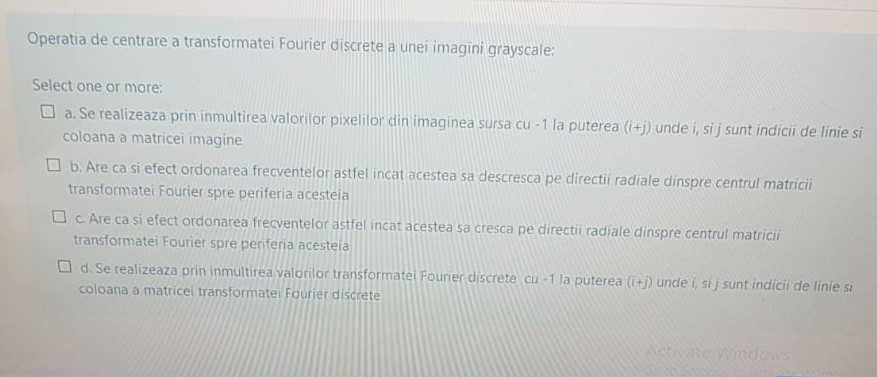 Operatia de centrare a transformatei Fourier discrete a unei imagini grayscale:
Select one or more:
a. Se realizeaza prin inmultirea valorilor pixelilor din imaginea sursa cu -1 la puterea (i+j) unde i, si j sunt indicii de linie si
coloana a matricei imagine
b. Are ca si efect ordonarea frecventelor astfel incat acestea sa descresca pe directii radiale dinspre centrul matricii
transformatei Fourier spre periferia acesteia
c. Are ca si efect ordonarea frecventelor astfel incat acestea sa cresca pe directii radiale dinspre centrul matricii
transformatei Fourier spre periferia acesteia
d. Se realizeaza prin inmultirea valorilor transformatei Fourier discrete cu -1 la puterea (i+j) unde i, si j sunt indicii de linie si
coloana a matricei transformatei Fourier discrete
Activate Windows